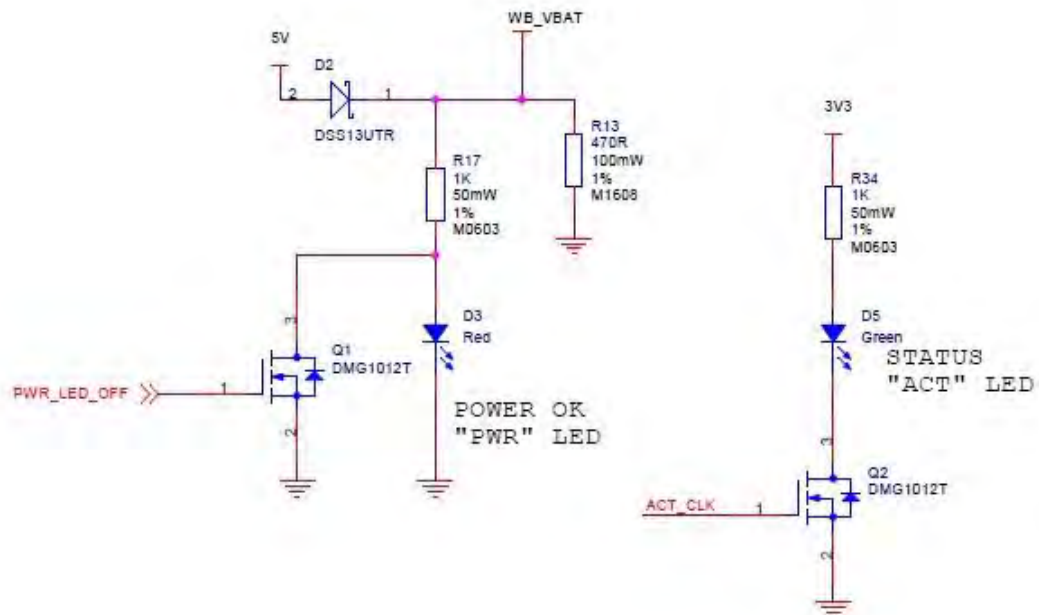 WB_VBAT
5V
D2
2
1
DSS13UTR
R17
1K
50mW
1%
M0603
R13
470R
100mW
1%
M1608
3V3
R34
1K
50mW
1%
M0603
3
D3
Red
Q1
DMG1012T
PWR_LED_OFF
1
2
POWER OK
"PWR" LED
D5
Green
STATUS
"ACT" LED
3
Q2
DMG1012T
ACT_CLK
1
2